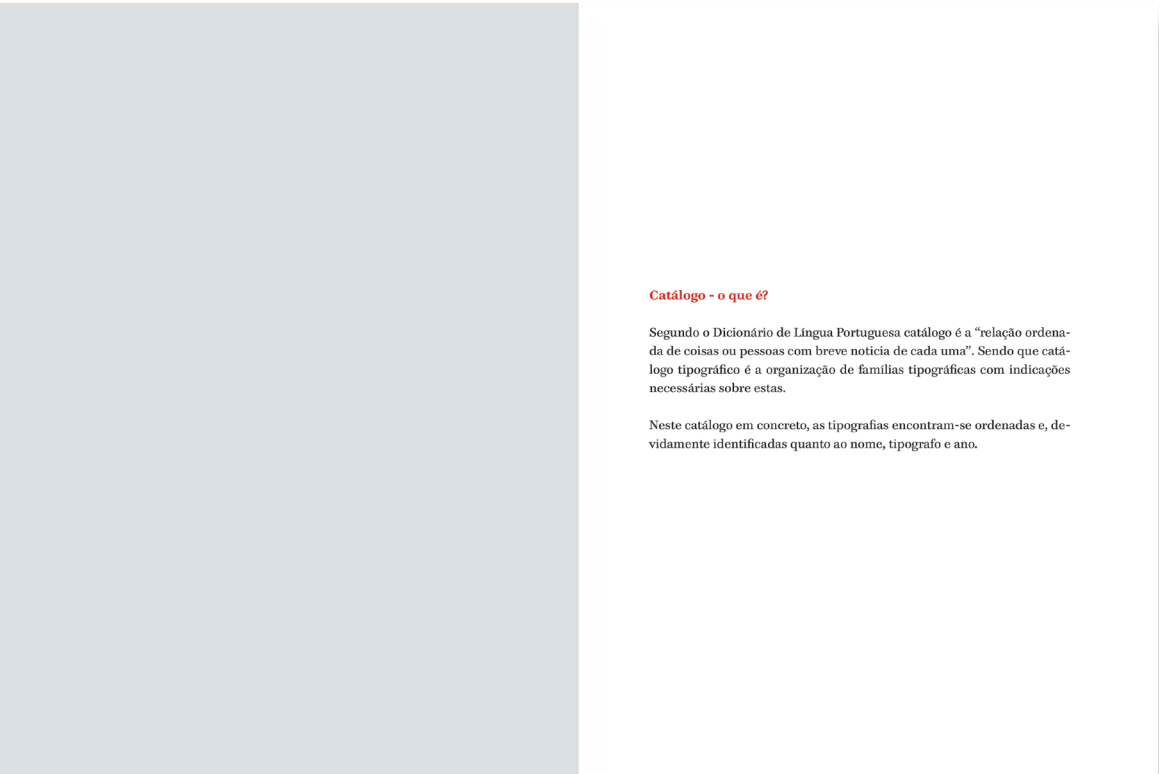 Catálogo - o que é?
Segundo o Dicionário de Língua Portuguesa catálogo é a “relação ordena-
da de coisas ou pessoas com breve noticia de cada uma”. Sendo que catá-
logo tipográfico é a organização de famílias tipográficas com indicações
necessárias sobre estas.
Neste catálogo em concreto, as tipografias encontram-se ordenadas e, de-
vidamente identificadas quanto ao nome, tipografo e ano.